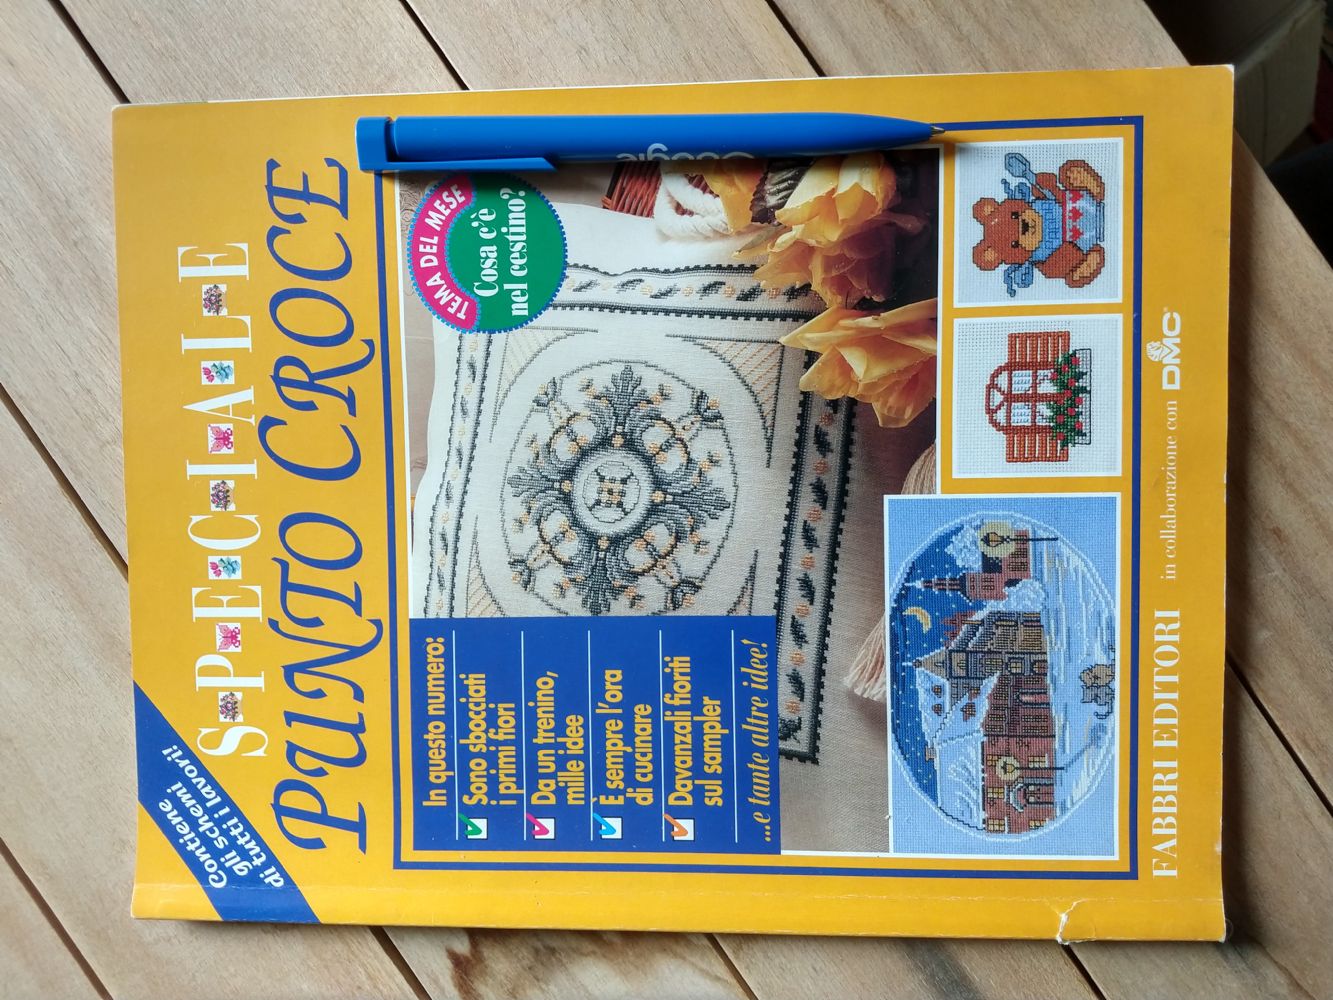 Contiene
gli schemi
di tutti i lavori!
SPECIALE
PUNTO CROCE
Google
TEMA DEL MESE
Cosa c'è
nel cestino?
In questo numero:
Sono sbocciati
i primi fiori
Da un trenino,
mille idee
È sempre l'ora
di cucinare
Davanzali fioriti
sul sampler
...e tante altre idee!
FABBRI EDITORI
in collaborazione con DMC®